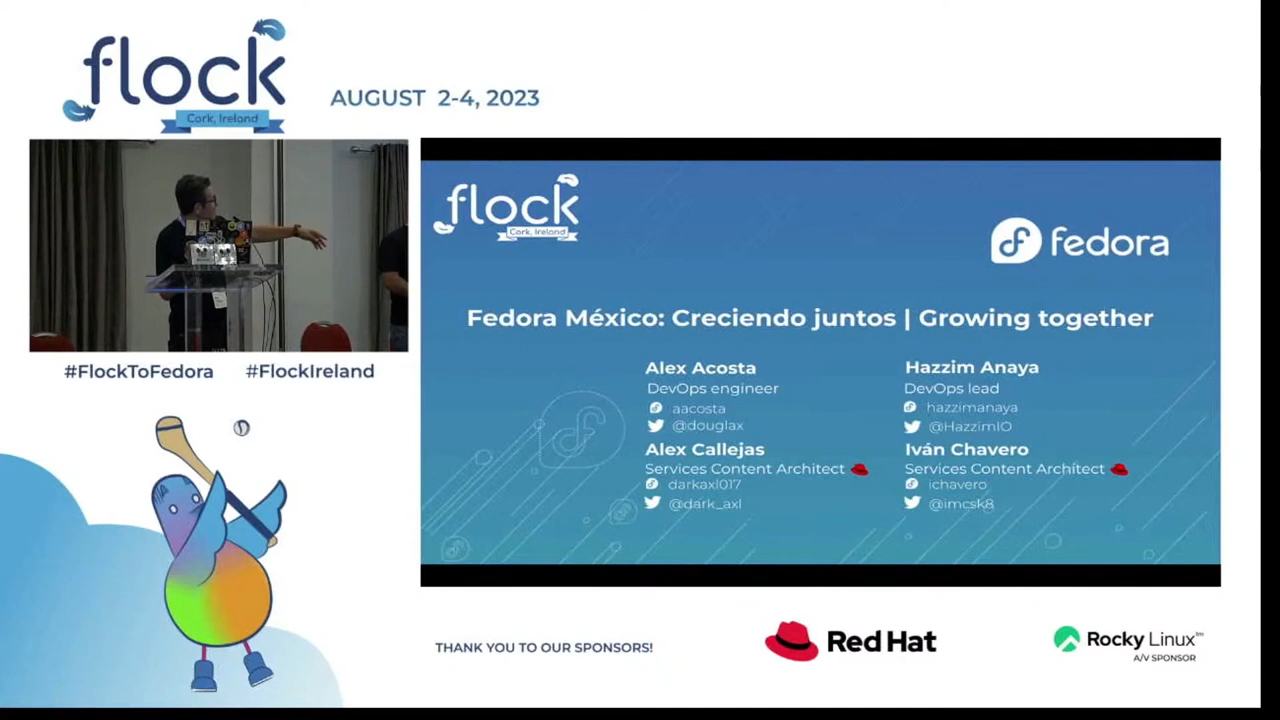 flock
Cork, Ireland
AUGUST 2-4, 2023
#FlockToFedora #FlockIreland
flock
Cork, Ireland
fedora
Fedora México: Creciendo juntos | Growing together
Alex Acosta
DevOps engineer
aacosta
@douglax
Hazzim Anaya
DevOps lead
hazzimanaya
@HazzimIO
Alex Callejas
Services Content Architect
darkaxl017
@dark_axl
Iván Chavero
Services Content Architect
ichavero
@imcsk8
THANK YOU TO OUR SPONSORS!
Red Hat
Rocky Linux™
A/V SPONSOR